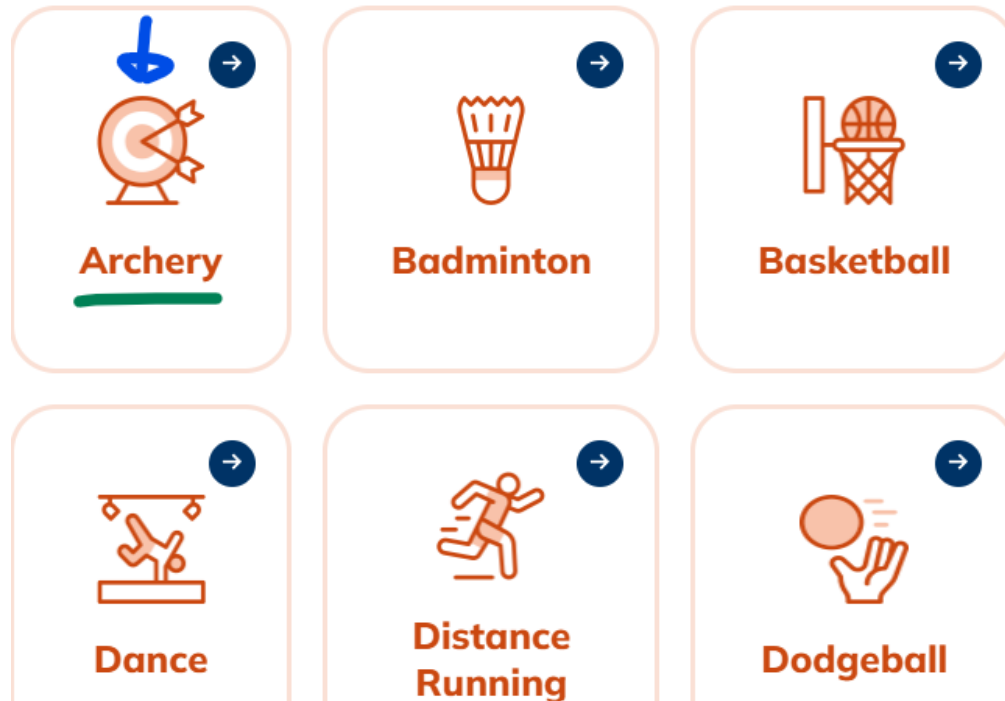 Archery
Badminton
Basketball
Dance
Distance
Running
Dodgeball